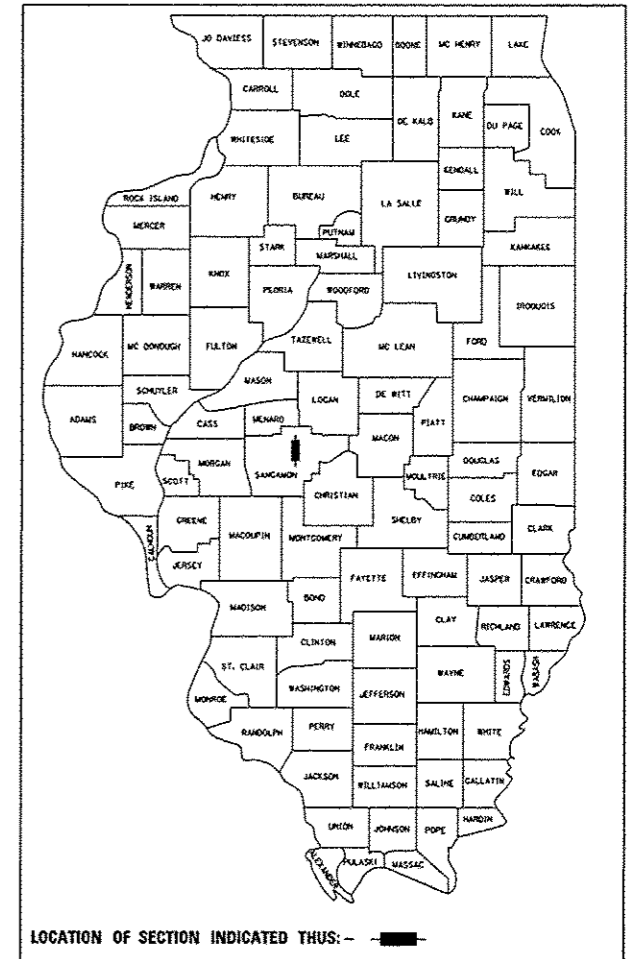 JO DAVIESS STEVENSON WINNEBAGO BOONE MC HENRY LAKE
CARROLL OGLE DE KALB KANE DU PAGE COOK
WHITESIDE LEE
KENDALL WILL
ROCK ISLAND HENRY BUREAU LA SALLE GRUNDY
MERCER PUTNAM KANKAKEE
STARK MARSHALL
HENDERSON WARREN KNOX PEORIA WOODFORD LIVINGSTON IROQUOIS
HANCOCK MC DONOUGH FULTON TAZEWELL MC LEAN FORD
MASON
SCHUYLER LOGAN DE WITT CHAMPAIGN VERMILION
ADAMS BROWN CASS MENARD MACON PIATT
MORGAN SANGAMON DOUGLAS
PIKE SCOTT CHRISTIAN MOULTRIE EDGAR
COLES
GREENE MACOUPIN MONTGOMERY SHELBY CLARK
CALHOUN CUMBERLAND
JERSEY FAYETTE EFFINGHAM JASPER CRAWFORD
MADISON BOND
CLAY RICHLAND LAWRENCE
CLINTON MARION
ST. CLAIR WAYNE EDWARDS WABASH
MONROE WASHINGTON JEFFERSON
RANDOLPH PERRY HAMILTON WHITE
FRANKLIN
JACKSON WILLIAMSON SALINE GALLATIN
HARDIN
UNION JOHNSON POPE
ALEXANDER PULASKI MASSAC
LOCATION OF SECTION INDICATED THUS: -